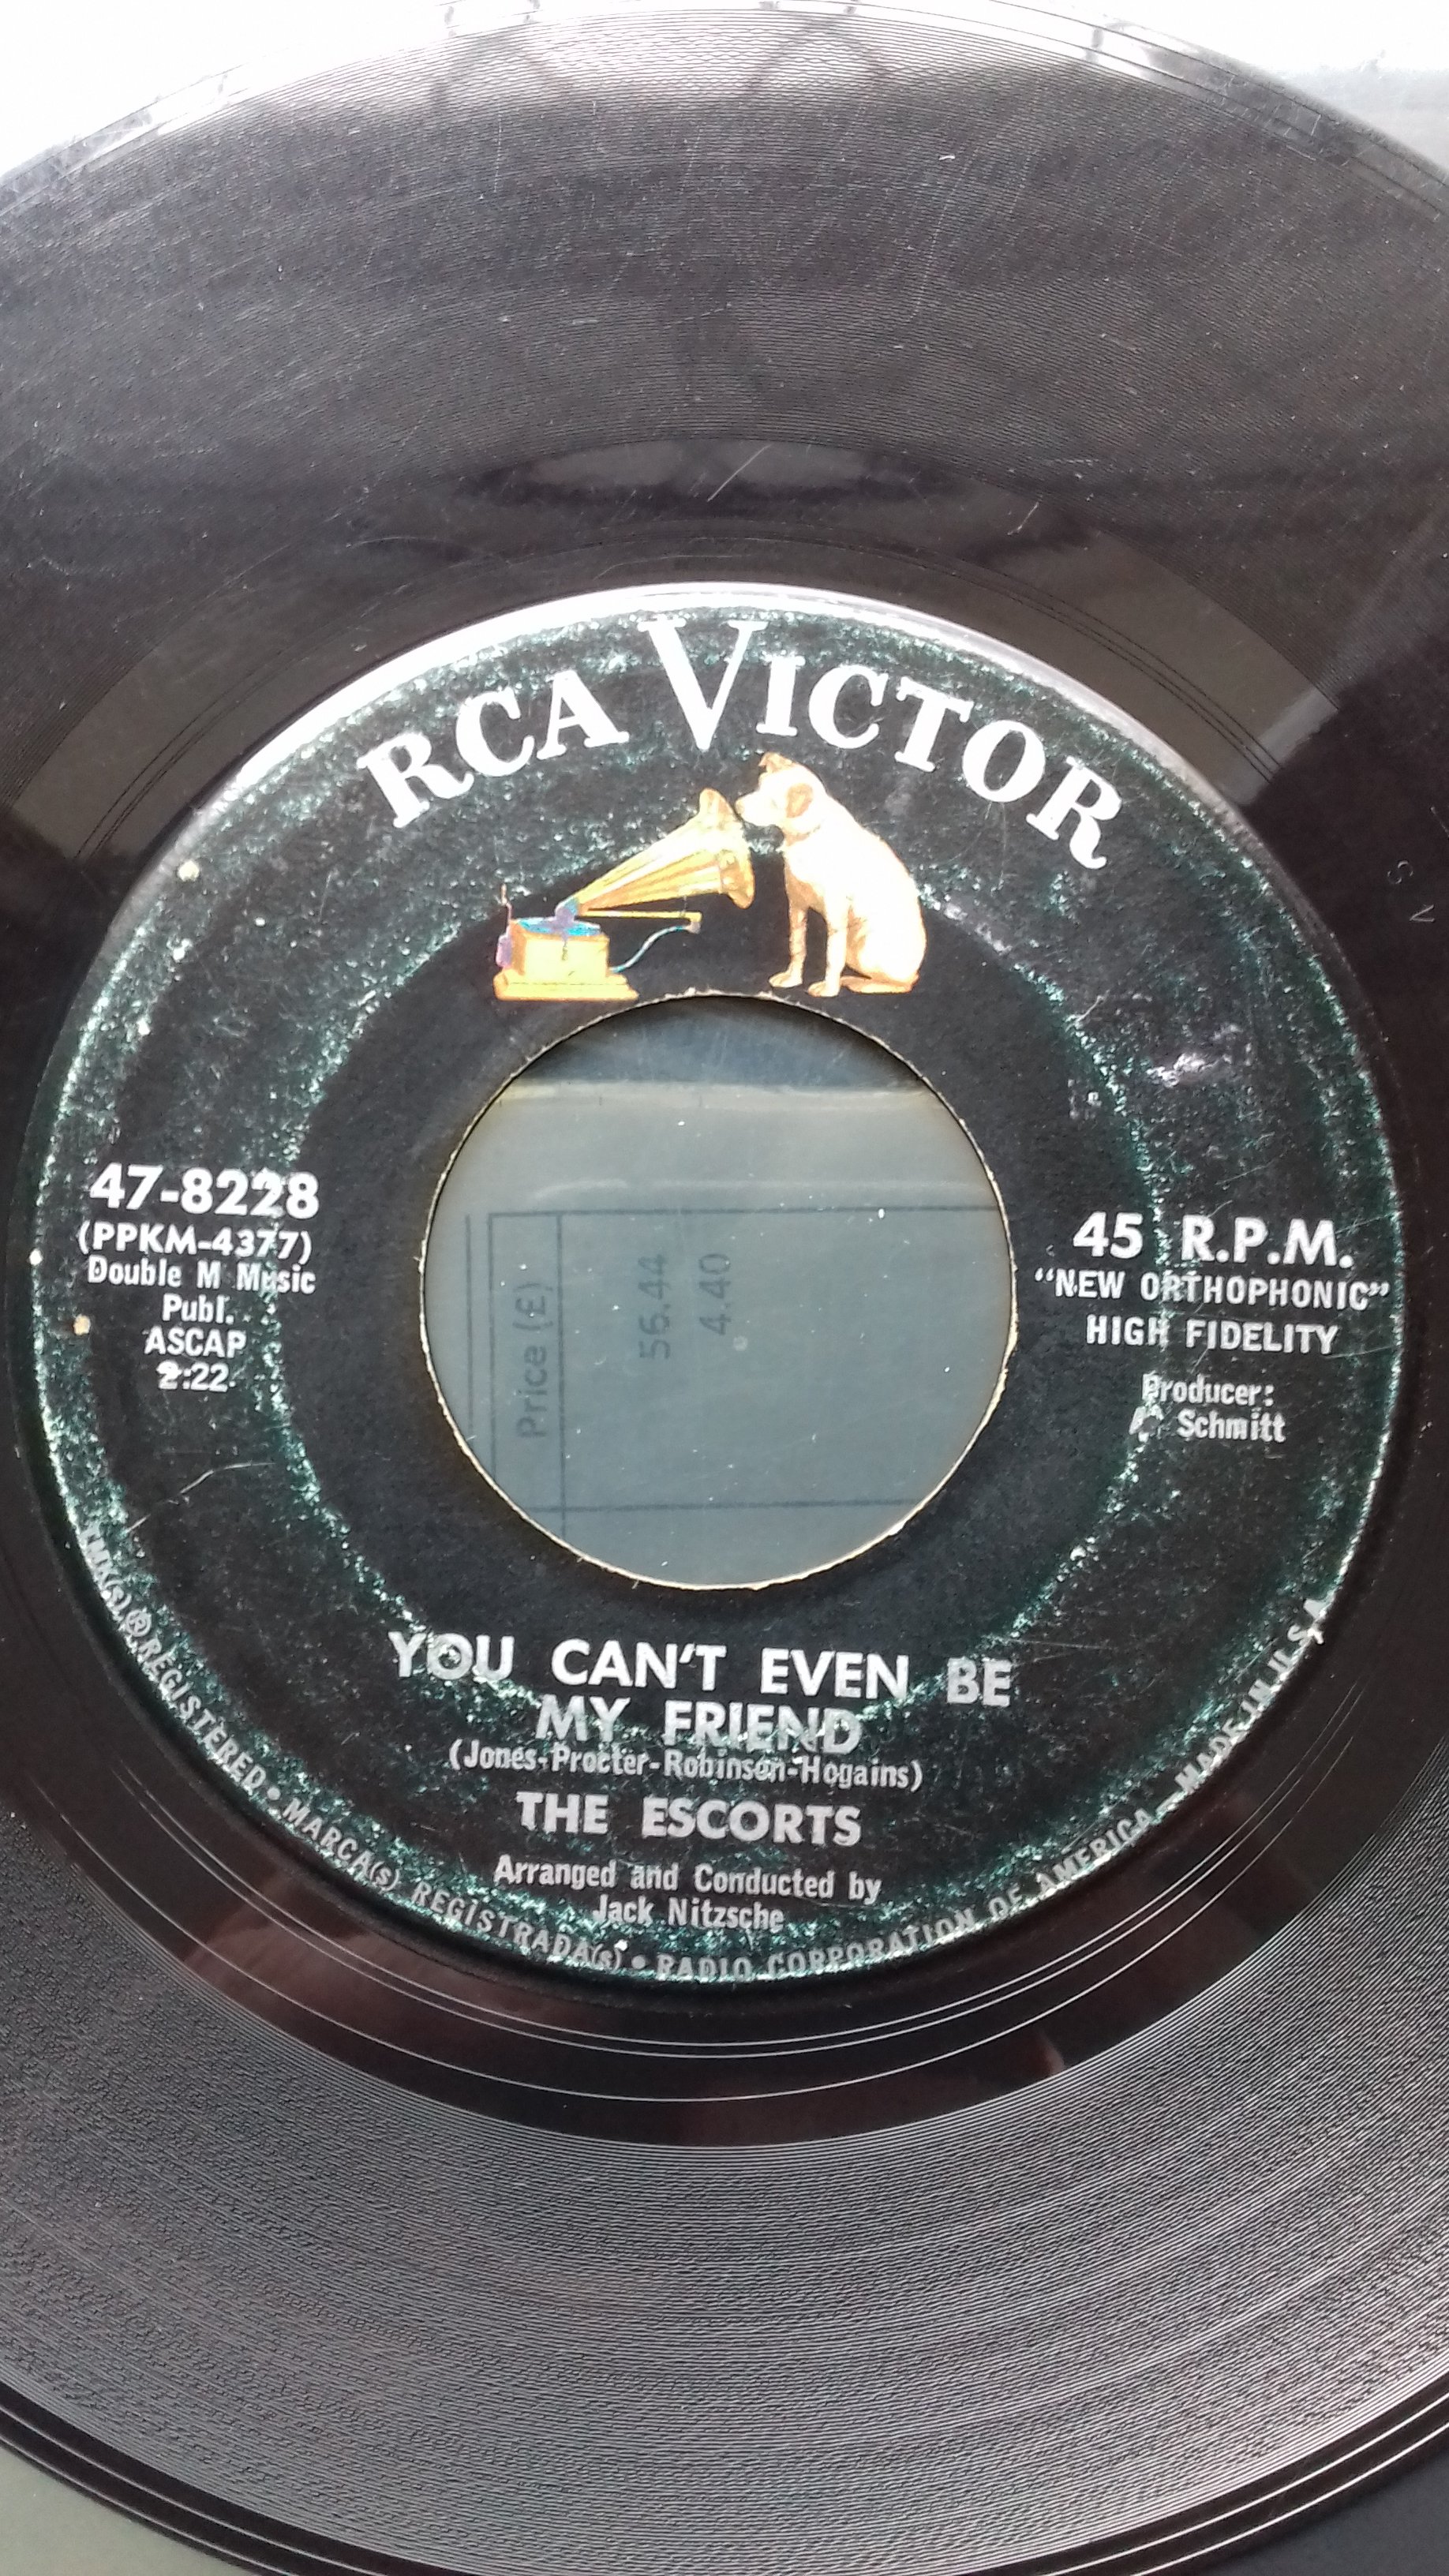 RCA VICTOR
47-8228
(PPKM-4377)
Double M Music
Publ.
ASCAP
2:22
45 R.P.M.
“NEW ORTHOPHONIC”
HIGH FIDELITY
Producer:
Schmitt
Price (£)
56.44
4.40
YOU CAN'T EVEN BE
MY FRIEND
(Jones-Procter-Robinson-Hogains)
THE ESCORTS
Arranged and Conducted by
Jack Nitzsche
TMK(s) ® REGISTERED • MARCA(s) REGISTRADA(s) • RADIO CORPORATION OF AMERICA—MADE IN U.S.A.
S V